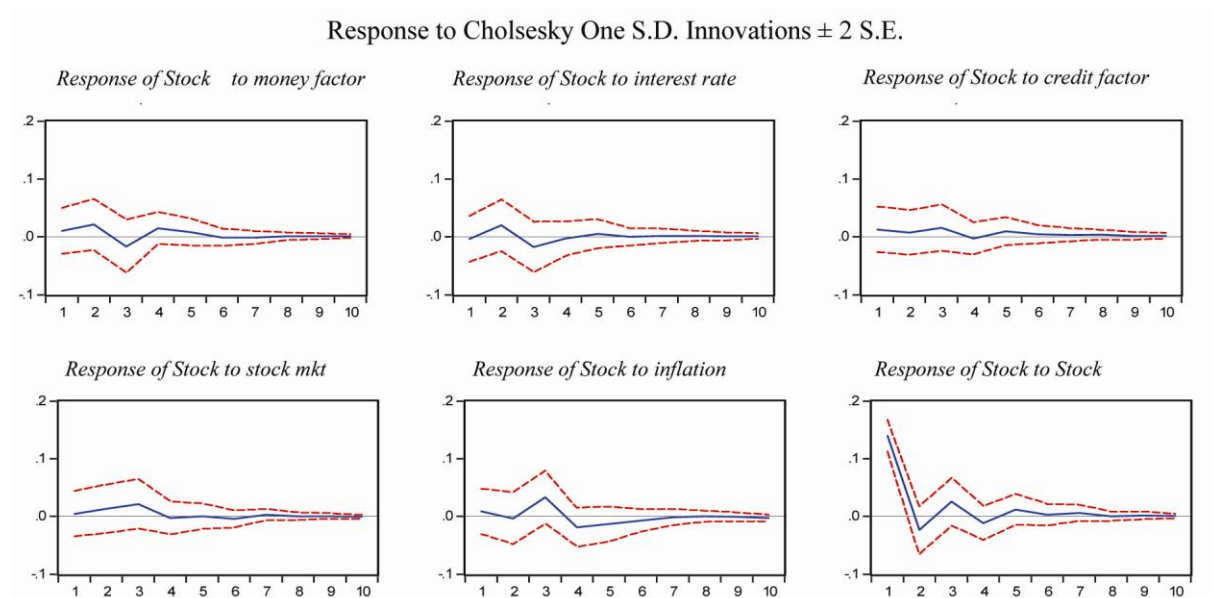 Response to Cholsesky One S.D. Innovations ± 2 S.E.
Response of Stock to money factor
Response of Stock to interest rate
Response of Stock to credit factor
.2
.1
.0
-.1
1 2 3 4 5 6 7 8 9 10
.2
.1
.0
-.1
1 2 3 4 5 6 7 8 9 10
.2
.1
.0
-.1
1 2 3 4 5 6 7 8 9 10
Response of Stock to stock mkt
Response of Stock to inflation
Response of Stock to Stock
.2
.1
.0
-.1
1 2 3 4 5 6 7 8 9 10
.2
.1
.0
-.1
1 2 3 4 5 6 7 8 9 10
.2
.1
.0
-.1
1 2 3 4 5 6 7 8 9 10